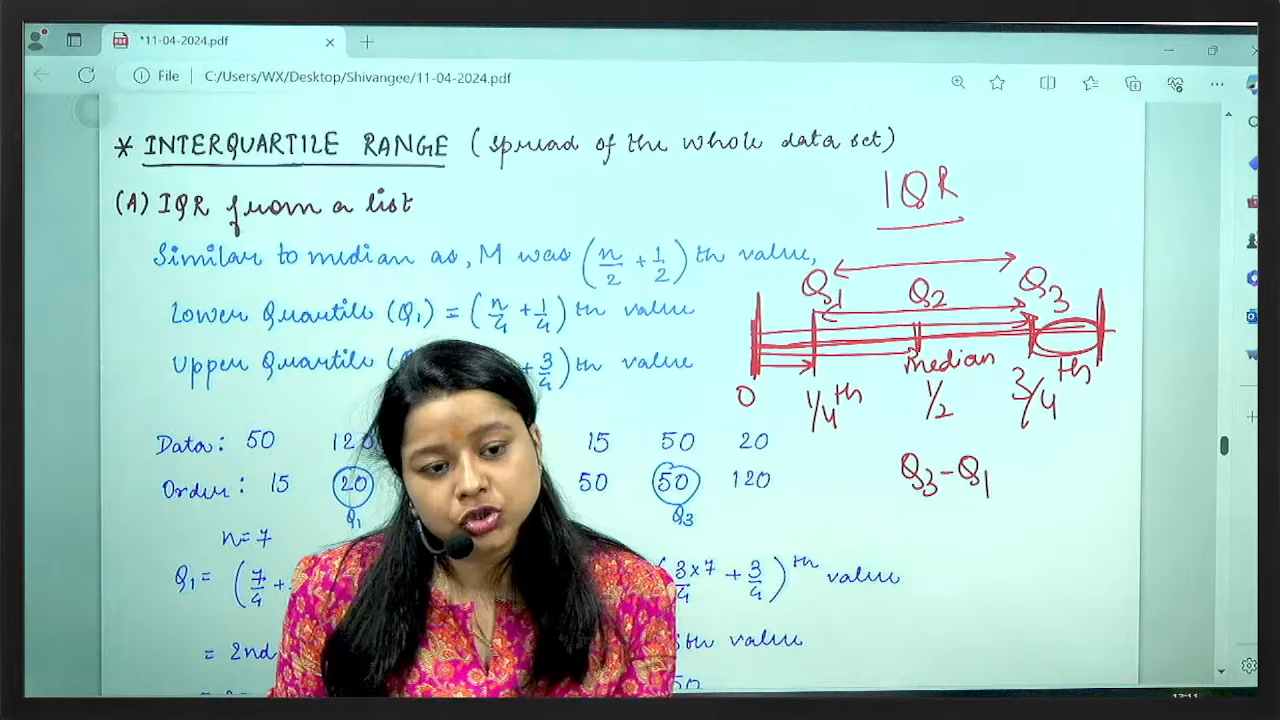 *11-04-2024.pdf
File C:/Users/WX/Desktop/Shivangee/11-04-2024.pdf
* INTERQUARTILE RANGE (spread of the whole data set)
IQR
(A) IQR from a list
Similar to median as, M was (n/2 + 1/2) th value,
Q1 Q2 Q3
Lower Quartile (Q1) = (n/4 + 1/4) th value
median
Upper Quartile ( + 3/4) th value
0 1/4th 1/2 3/4th
Data: 50 120 15 50 20
Order: 15 20 50 50 120
Q3-Q1
Q1 Q3
n=7
Q1 = (7/4 + (3x7/4 + 3/4)th value
= 2nd th value
50